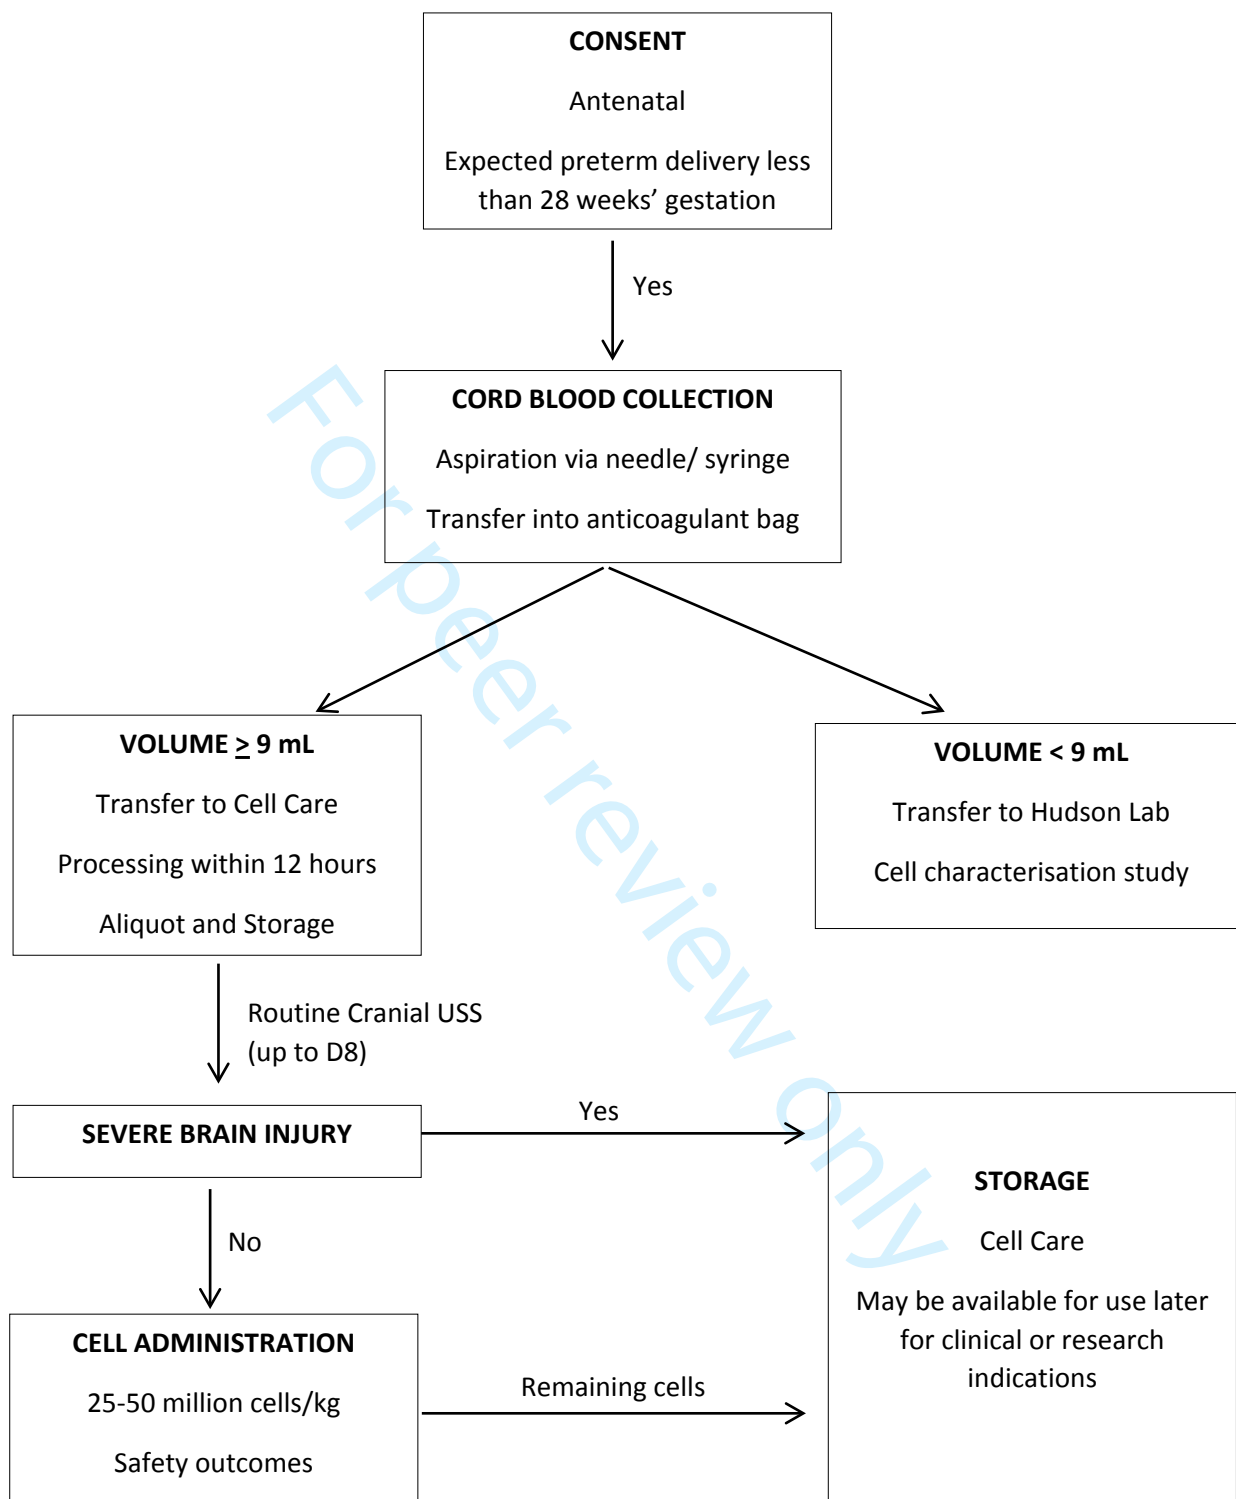 CONSENT
Antenatal
Expected preterm delivery less
than 28 weeks’ gestation
Yes
CORD BLOOD COLLECTION
Aspiration via needle/ syringe
Transfer into anticoagulant bag
VOLUME ≥ 9 mL
Transfer to Cell Care
Processing within 12 hours
Aliquot and Storage
VOLUME < 9 mL
Transfer to Hudson Lab
Cell characterisation study
Routine Cranial USS
(up to D8)
SEVERE BRAIN INJURY
Yes
No
STORAGE
Cell Care
May be available for use later
for clinical or research
indications
CELL ADMINISTRATION
25-50 million cells/kg
Safety outcomes
Remaining cells
For peer review only